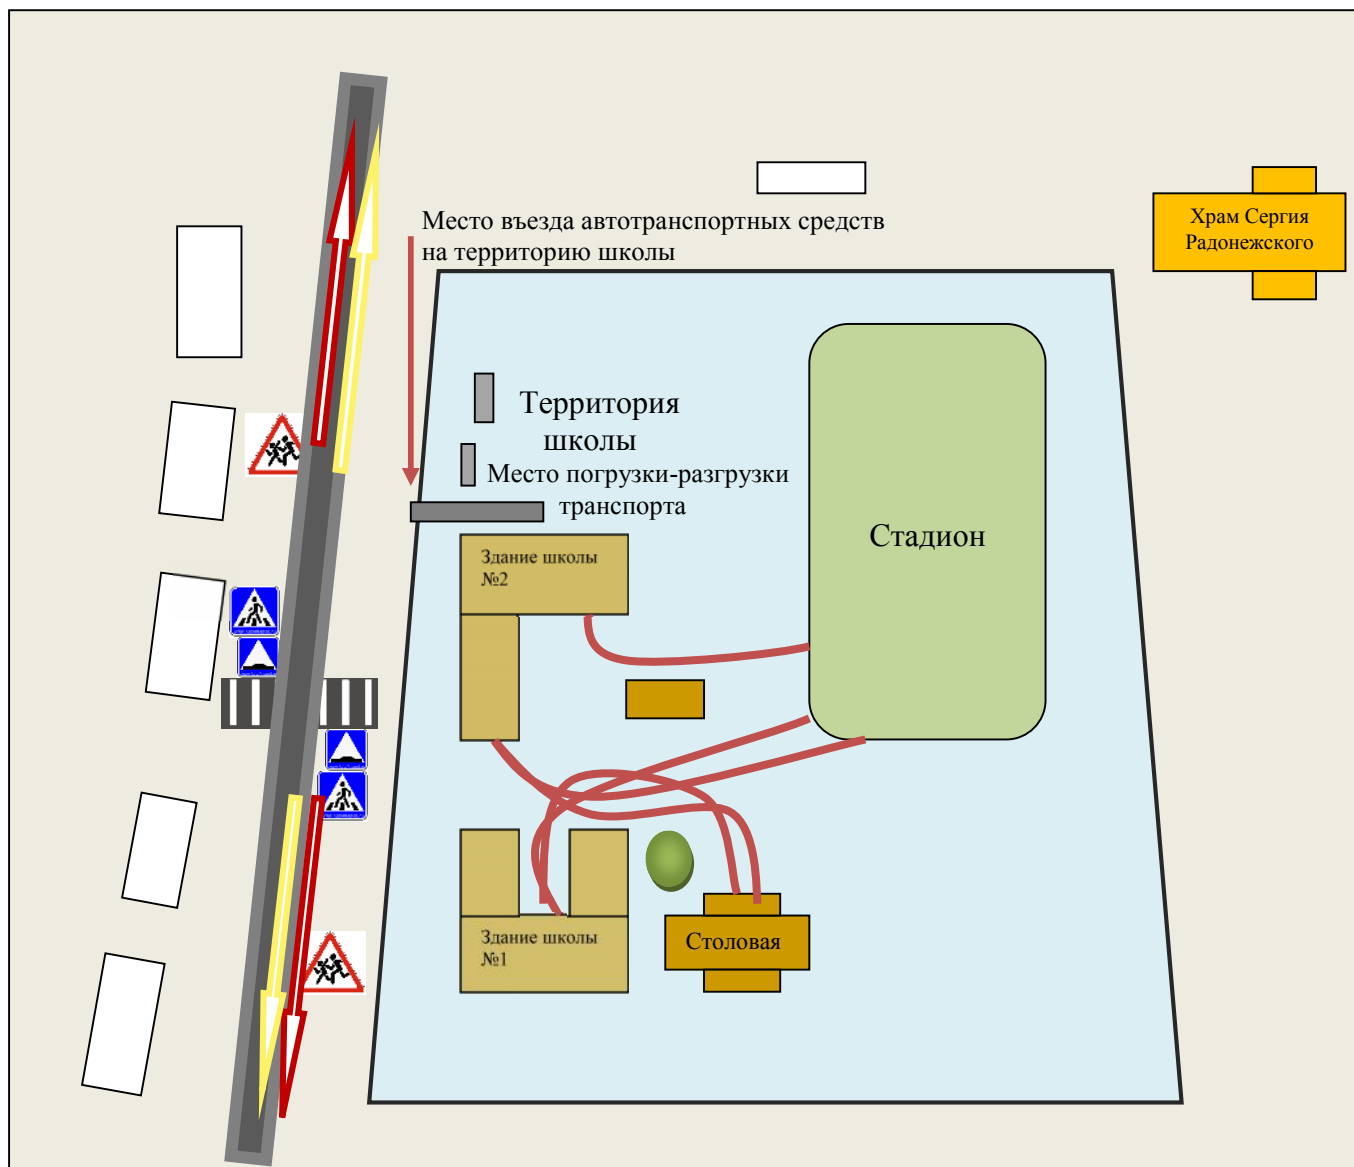 Место въезда автотранспортных средств
на территорию школы
Храм Сергия
Радонежского
Территория
школы
Место погрузки-разгрузки
транспорта
Стадион
Здание школы
№2
Здание школы
№1
Столовая